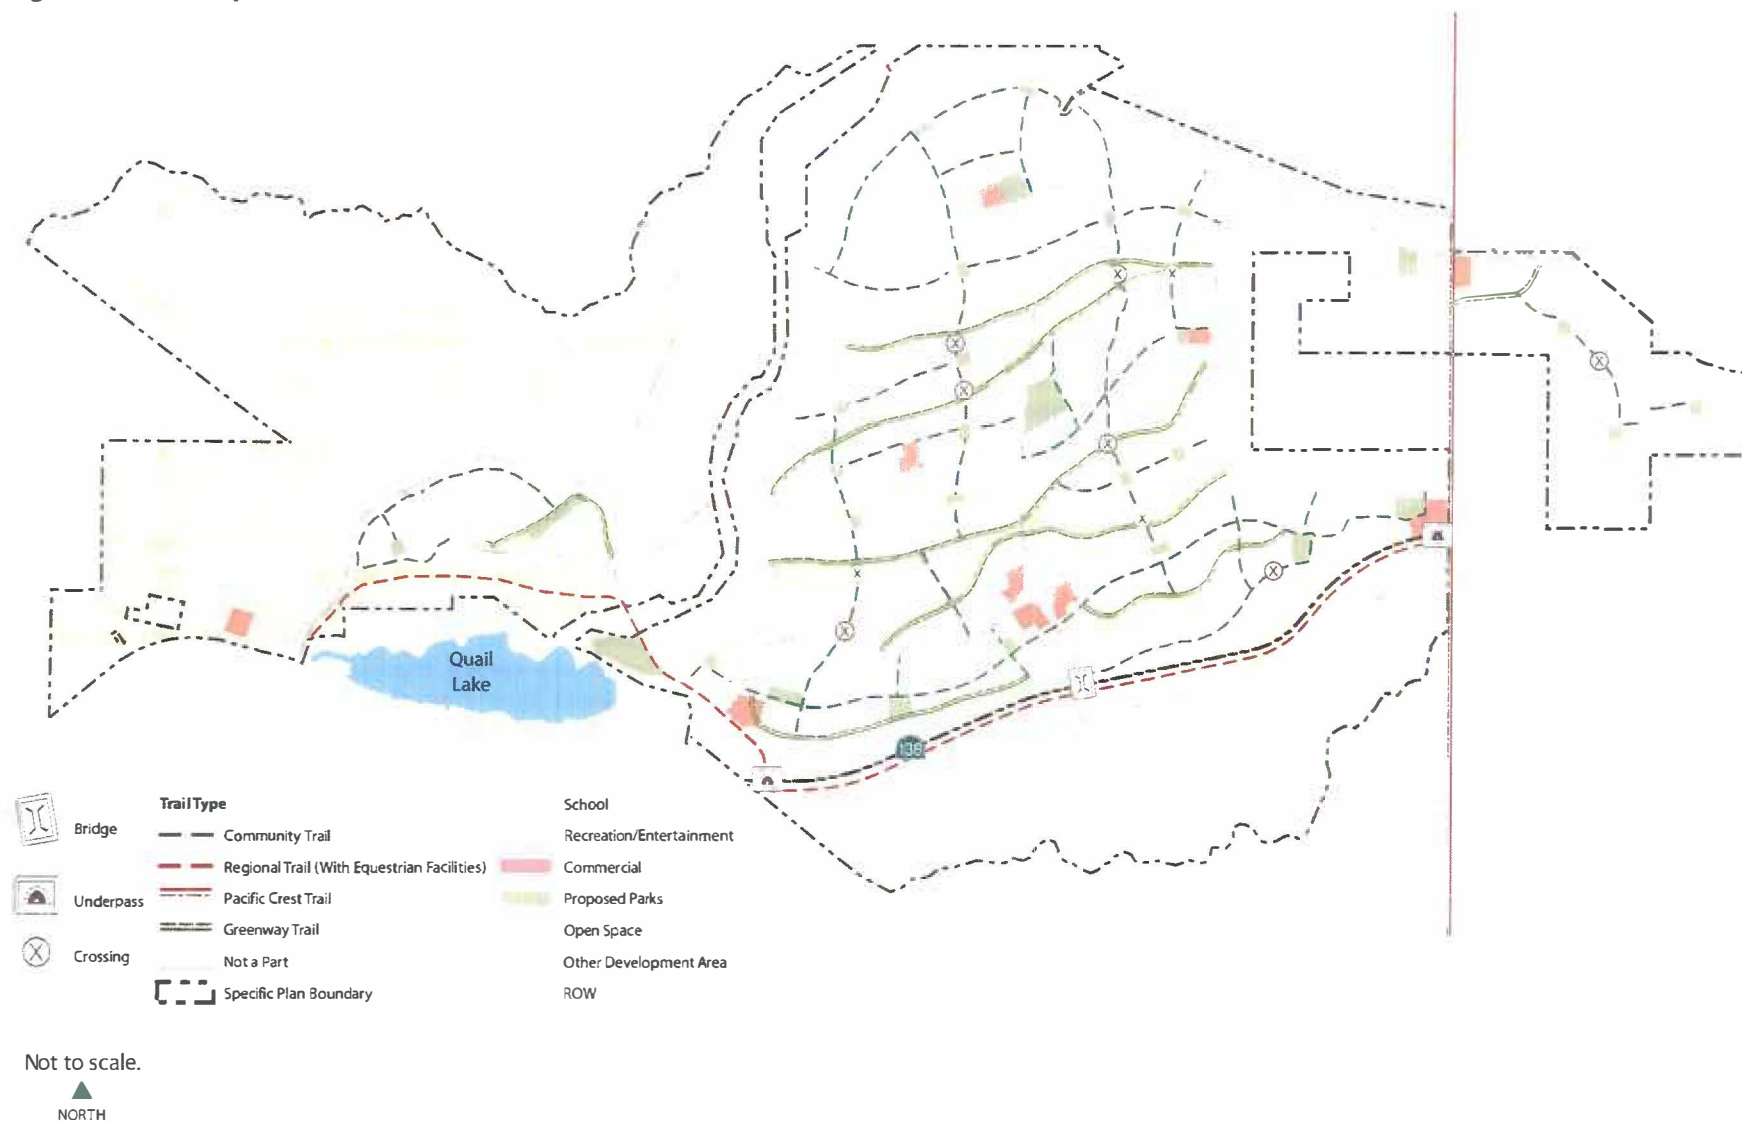 Quail
Lake
138
Bridge
Underpass
Crossing
Trail Type
Community Trail
Regional Trail (With Equestrian Facilities)
Pacific Crest Trail
Greenway Trail
Not a Part
Specific Plan Boundary
School
Recreation/Entertainment
Commercial
Proposed Parks
Open Space
Other Development Area
ROW
Not to scale.
NORTH